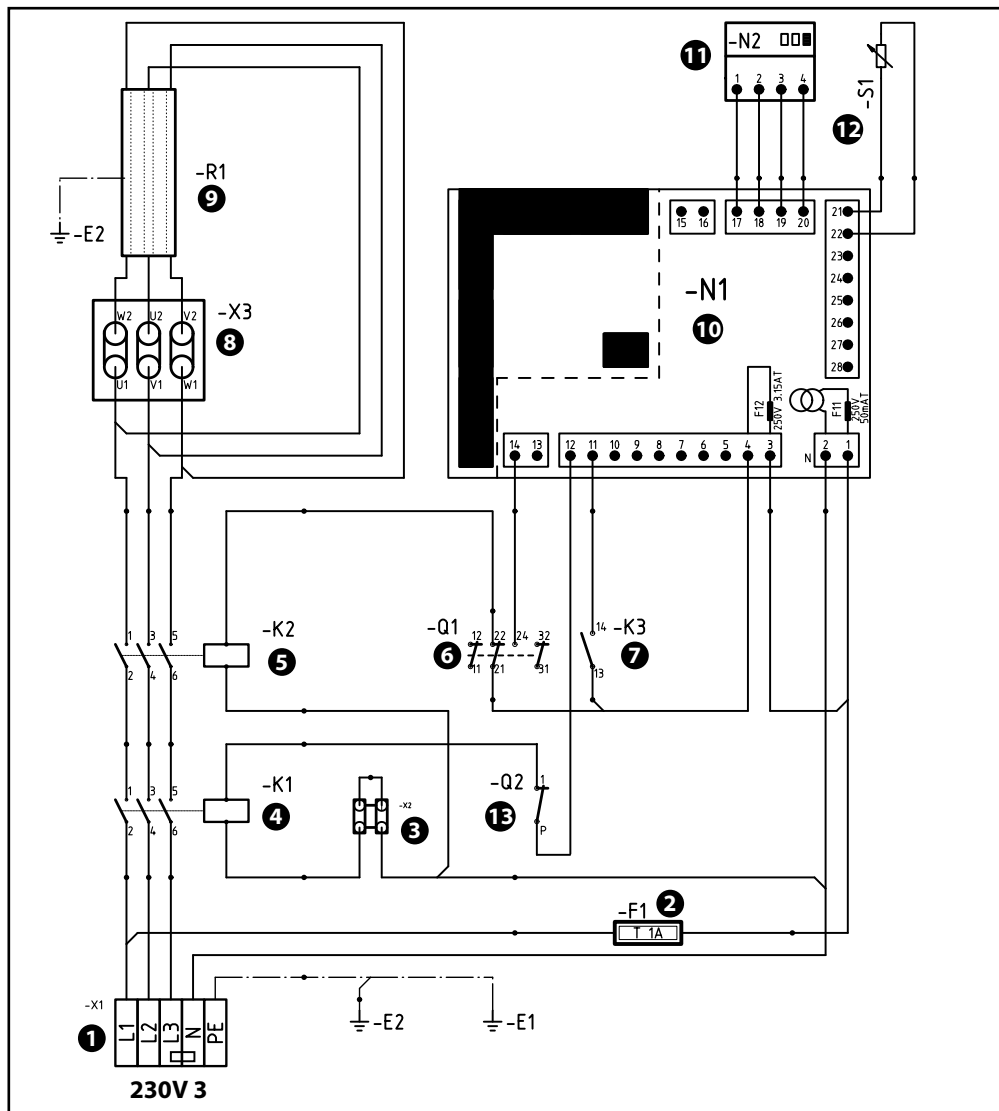 -N2
11
1 2 3 4
-S1
12
-R1
9
-E2
15 16
17 18 19 20
21
22
23
24
25
26
27
28
-N1
10
-X3
8
W2 U2 V2
U1 V1 W1
F12
250V 3.15AT
F11
250V
50mAT
14 13
12 11 10 9 8 7 6 5 4 3
N 2 1
-K2
5
1 3 5
2 4 6
-Q1
6
12 22 24 32
11 21 31
14
13
-K3
7
-K1
4
1 3 5
2 4 6
-X2
3
-Q2
13
1
P
-F1
2
T 1A
-X1
1
L1 L2 L3 N PE
-E2
-E1
230V 3